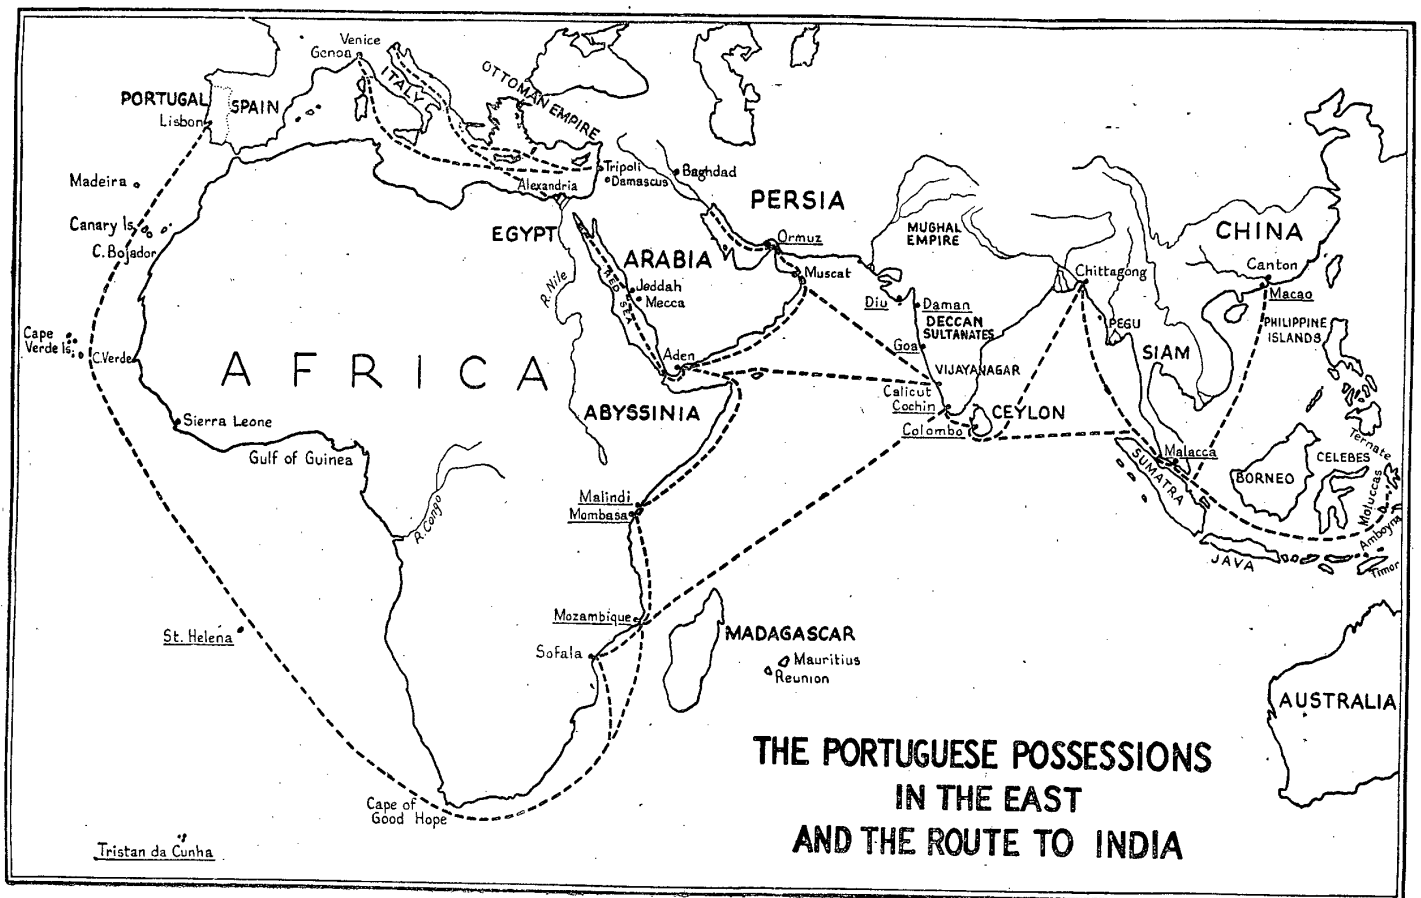 Venice
Genoa
ITALY
OTTOMAN EMPIRE
PORTUGAL
SPAIN
Lisbon
Tripoli
Damascus
Baghdad
Alexandria
Madeira
PERSIA
Canary Is.
C. Bojador
EGYPT
ARABIA
Ormuz
Muscat
MUGHAL
EMPIRE
CHINA
Canton
Macao
Chittagong
R. Nile
RED SEA
Jeddah
Mecca
Diu
Daman
DECCAN
SULTANATES
PEGU
PHILIPPINE
ISLANDS
Cape
Verde Is.
C. Verde
Aden
Goa
SIAM
AFRICA
VIJAYANAGAR
Calicut
Cochin
CEYLON
Colombo
ABYSSINIA
Sierra Leone
Gulf of Guinea
Malacca
SUMATRA
BORNEO
CELEBES
Ternate
Moluccas
Amboyna
R. Congo
Malindi
Mombasa
JAVA
Timor
Mozambique
St. Helena
Sofala
MADAGASCAR
Mauritius
Reunion
AUSTRALIA
THE PORTUGUESE POSSESSIONS
IN THE EAST
AND THE ROUTE TO INDIA
Cape of
Good Hope
Tristan da Cunha